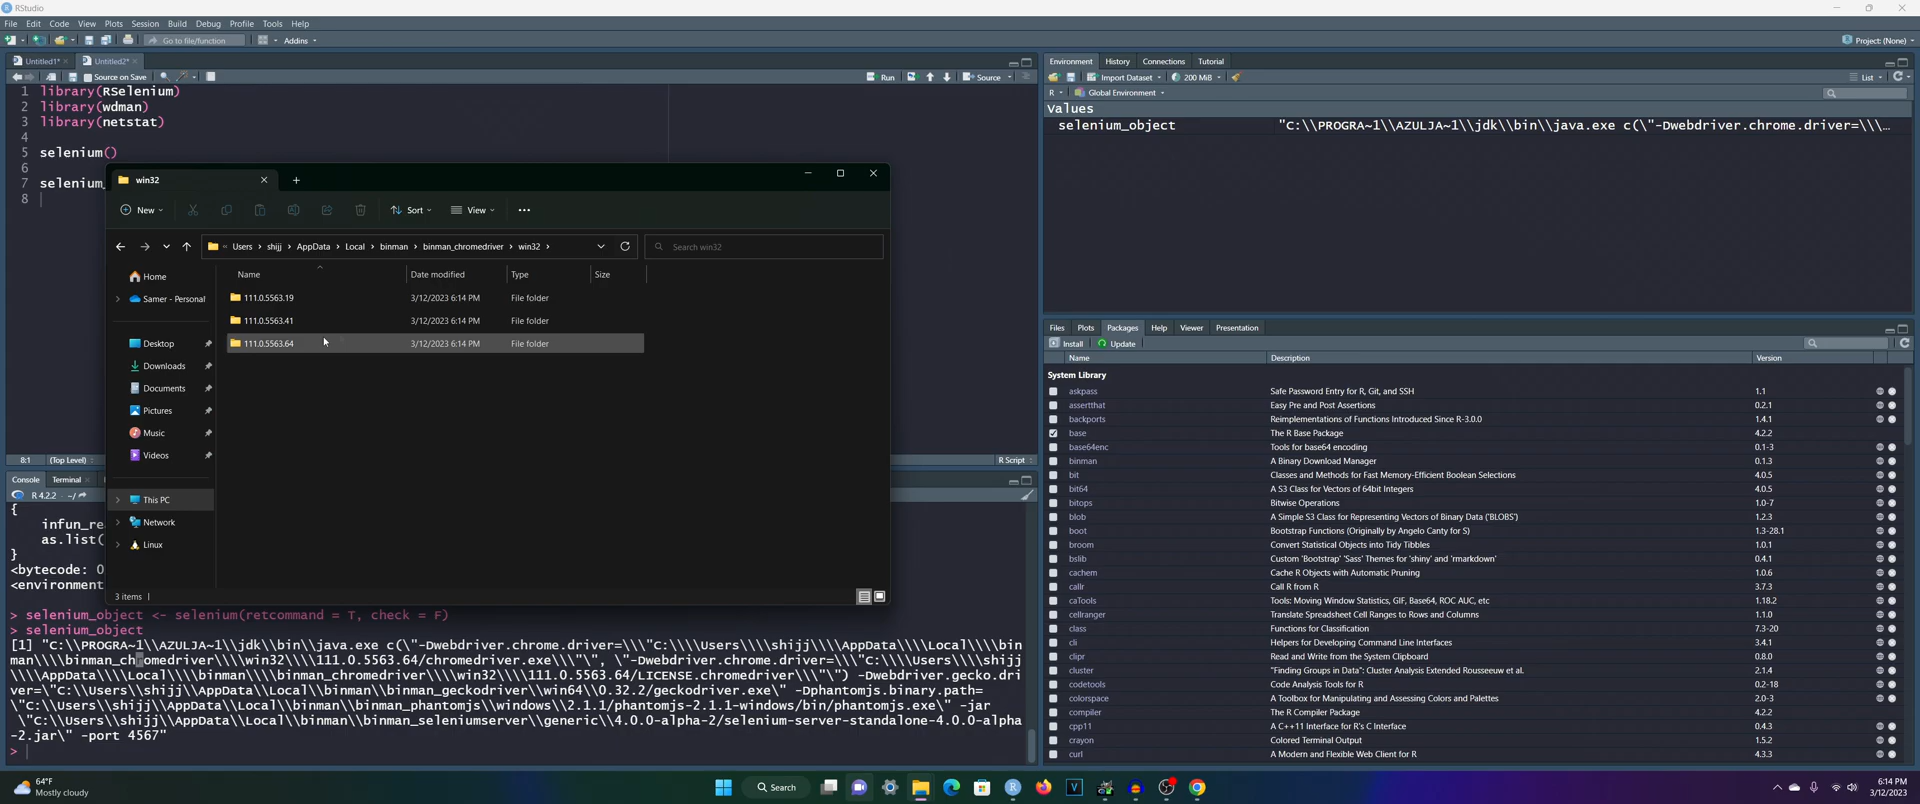 RStudio
File Edit Code View Plots Session Build Debug Profile Tools Help
Go to file/function Addins Project: (None)
Untitled1* Untitled2*
Source on Save Run Source
1 library(RSelenium)
2 library(wdman)
3 library(netstat)
4
5 selenium()
6
7 selenium_
8
win32
New Sort View
Users > shijj > AppData > Local > binman > binman_chromedriver > win32 > Search win32
Name Date modified Type Size
111.0.5563.19 3/12/2023 6:14 PM File folder
111.0.5563.41 3/12/2023 6:14 PM File folder
111.0.5563.64 3/12/2023 6:14 PM File folder
Home
Samer - Personal
Desktop
Downloads
Documents
Pictures
Music
Videos
This PC
Network
Linux
3 items
8:1 (Top Level) R Script
Console Terminal
R 4.2.2 · ~/
{
infun_re
as.list(
}
<bytecode: 0
<environment
> selenium_object <- selenium(retcommand = T, check = F)
> selenium_object
[1] "C:\\PROGRA~1\\AZULJA~1\\jdk\\bin\\java.exe c(\"-Dwebdriver.chrome.driver=\\\"C:\\\\Users\\\\shijj\\\\AppData\\\\Local\\\\bin
man\\\\binman_chromedriver\\\\win32\\\\111.0.5563.64/chromedriver.exe\\\"\", \"-Dwebdriver.chrome.driver=\\\"C:\\\\Users\\\\shijj
\\\\AppData\\\\Local\\\\binman\\\\binman_chromedriver\\\\win32\\\\111.0.5563.64/LICENSE.chromedriver\\\"\") -Dwebdriver.gecko.dri
ver=\"C:\\Users\\shijj\\AppData\\Local\\binman\\binman_geckodriver\\win64\\0.32.2/geckodriver.exe\" -Dphantomjs.binary.path=
\"C:\\Users\\shijj\\AppData\\Local\\binman\\binman_phantomjs\\windows\\2.1.1/phantomjs-2.1.1-windows/bin/phantomjs.exe\" -jar
\"C:\\Users\\shijj\\AppData\\Local\\binman\\binman_seleniumserver\\generic\\4.0.0-alpha-2/selenium-server-standalone-4.0.0-alpha
-2.jar\" -port 4567"
>
Environment History Connections Tutorial
Import Dataset 200 MiB List
R Global Environment
Values
selenium_object "C:\\PROGRA~1\\AZULJA~1\\jdk\\bin\\java.exe c(\"-Dwebdriver.chrome.driver=\\\…
Files Plots Packages Help Viewer Presentation
Install Update
Name Description Version
System Library
askpass Safe Password Entry for R, Git, and SSH 1.1
assertthat Easy Pre and Post Assertions 0.2.1
backports Reimplementations of Functions Introduced Since R-3.0.0 1.4.1
base The R Base Package 4.2.2
base64enc Tools for base64 encoding 0.1-3
binman A Binary Download Manager 0.1.3
bit Classes and Methods for Fast Memory-Efficient Boolean Selections 4.0.5
bit64 A S3 Class for Vectors of 64bit Integers 4.0.5
bitops Bitwise Operations 1.0-7
blob A Simple S3 Class for Representing Vectors of Binary Data ('BLOBS') 1.2.3
boot Bootstrap Functions (Originally by Angelo Canty for S) 1.3-28.1
broom Convert Statistical Objects into Tidy Tibbles 1.0.1
bslib Custom 'Bootstrap' 'Sass' Themes for 'shiny' and 'rmarkdown' 0.4.1
cachem Cache R Objects with Automatic Pruning 1.0.6
callr Call R from R 3.7.3
caTools Tools: Moving Window Statistics, GIF, Base64, ROC AUC, etc 1.18.2
cellranger Translate Spreadsheet Cell Ranges to Rows and Columns 1.1.0
class Functions for Classification 7.3-20
cli Helpers for Developing Command Line Interfaces 3.4.1
clipr Read and Write from the System Clipboard 0.8.0
cluster "Finding Groups in Data": Cluster Analysis Extended Rousseeuw et al. 2.1.4
codetools Code Analysis Tools for R 0.2-18
colorspace A Toolbox for Manipulating and Assessing Colors and Palettes 2.0-3
compiler The R Compiler Package 4.2.2
cpp11 A C++11 Interface for R's C Interface 0.4.3
crayon Colored Terminal Output 1.5.2
curl A Modern and Flexible Web Client for R 4.3.3
64°F
Mostly cloudy
Search
6:14 PM
3/12/2023